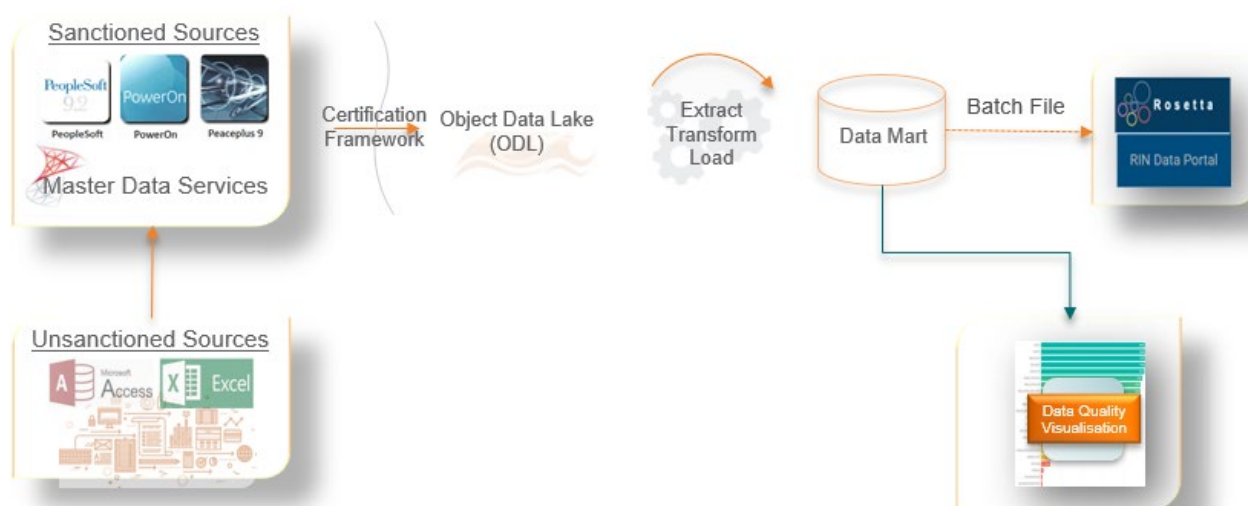 Sanctioned Sources
PeopleSoft
9.2
PowerOn
PeopleSoft
PowerOn
Peaceplus 9
Master Data Services
Certification
Framework
Object Data Lake
(ODL)
Extract
Transform
Load
Data Mart
Batch File
Rosetta
RIN Data Portal
Unsanctioned Sources
A
Microsoft
Access
X
Excel
Data Quality
Visualisation